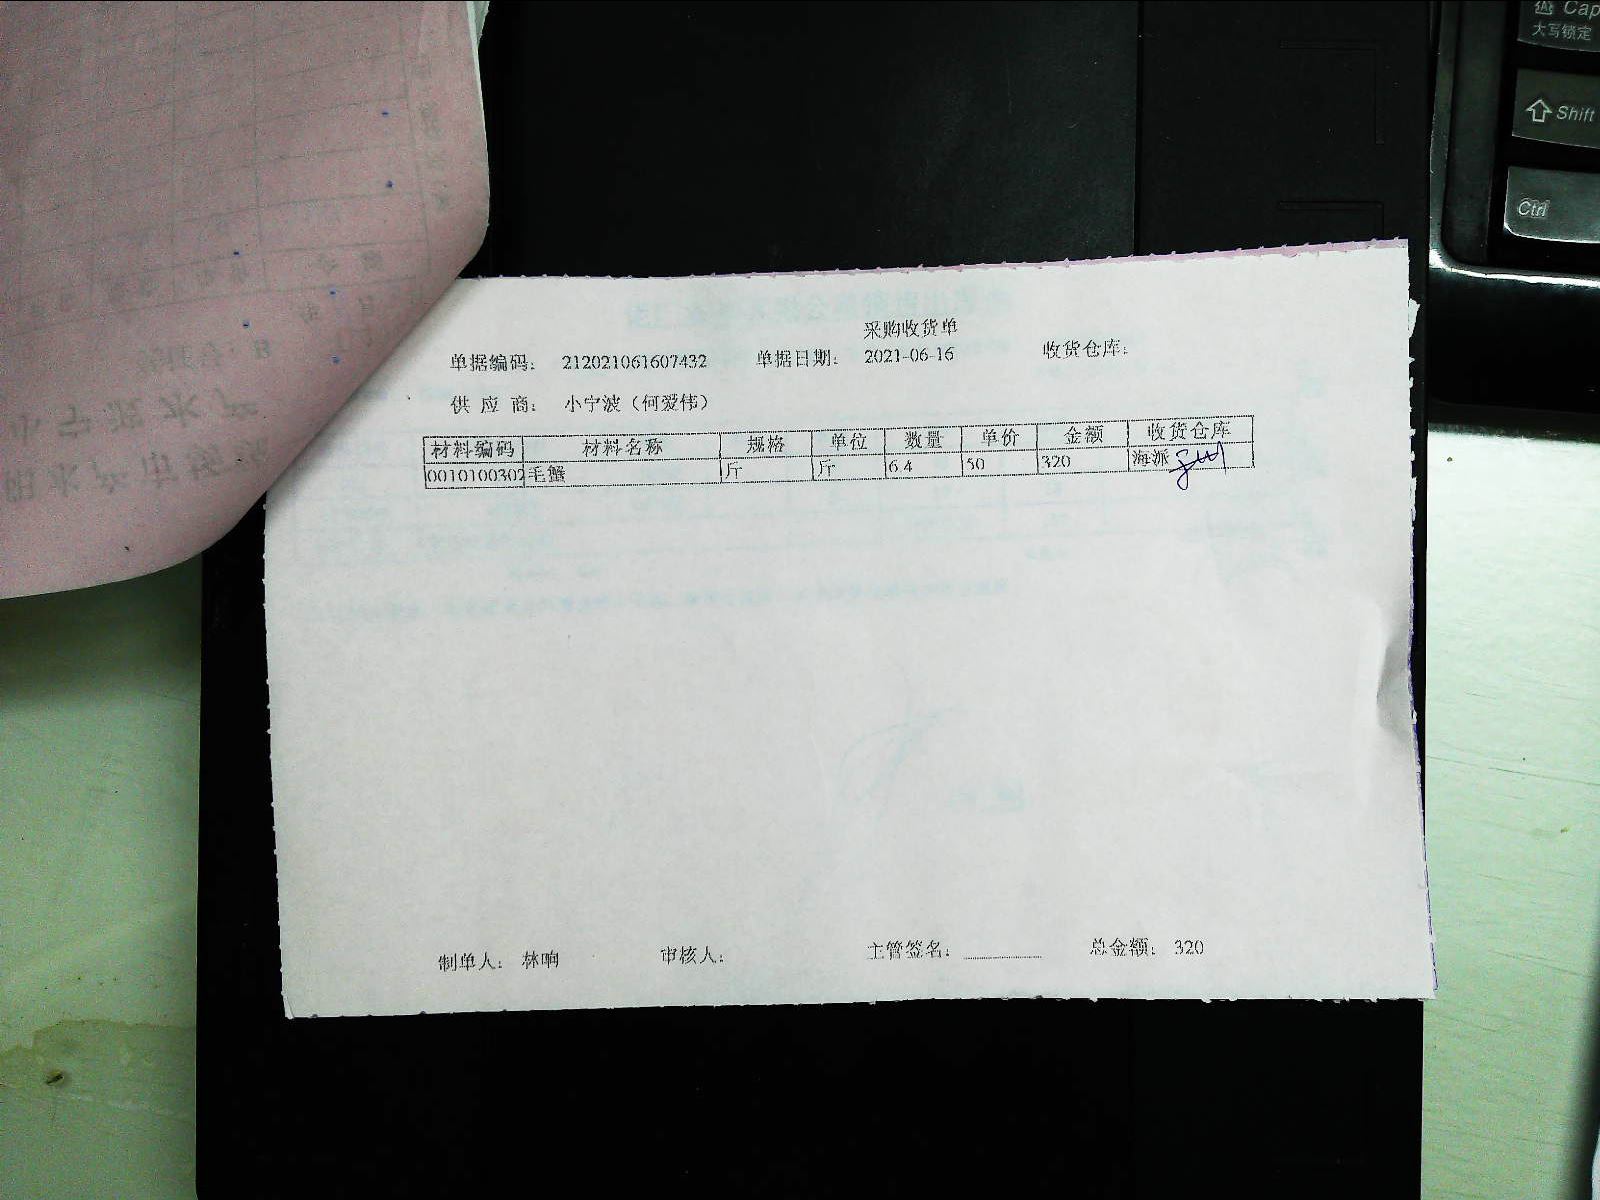 大写锁定
Shift
Ctrl
采购收货单
单据编码： 212021061607432 单据日期： 2021-06-16 收货仓库：
供 应 商： 小宁波（何爱伟）
材料编码 材料名称 规格 单位 数量 单价 金额 收货仓库
0010100302 毛蟹 斤 斤 6.4 50 320 海派
制单人： 林响 审核人： 主管签名： 总金额： 320